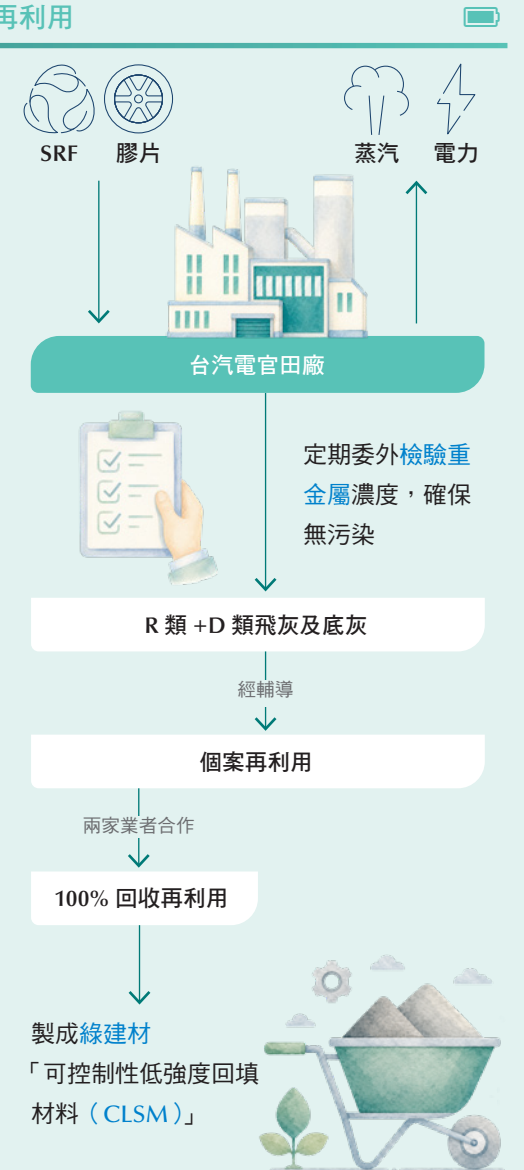 再利用
SRF 膠片
蒸汽 電力
台汽電官田廠
定期委外檢驗重
金屬濃度，確保
無污染
R 類 +D 類飛灰及底灰
經輔導
個案再利用
兩家業者合作
100% 回收再利用
製成綠建材
「可控制性低強度回填
材料（CLSM）」